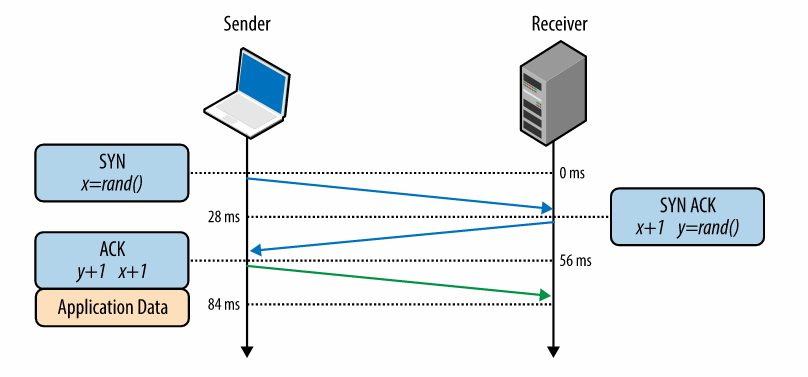 Sender
Receiver
SYN
x=rand()
0 ms
28 ms
SYN ACK
x+1 y=rand()
ACK
y+1 x+1
56 ms
Application Data
84 ms